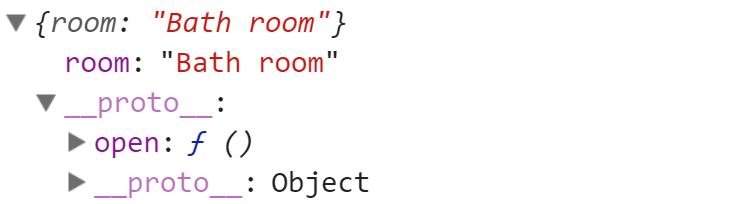 ▼ {room: "Bath room"}
room: "Bath room"
▼ __proto__:
▶ open: ƒ ()
▶ __proto__: Object